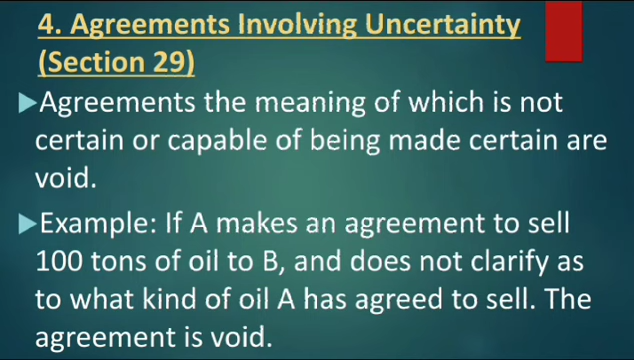 4. Agreements Involving Uncertainty
(Section 29)
▶Agreements the meaning of which is not
certain or capable of being made certain are
void.
▶Example: If A makes an agreement to sell
100 tons of oil to B, and does not clarify as
to what kind of oil A has agreed to sell. The
agreement is void.